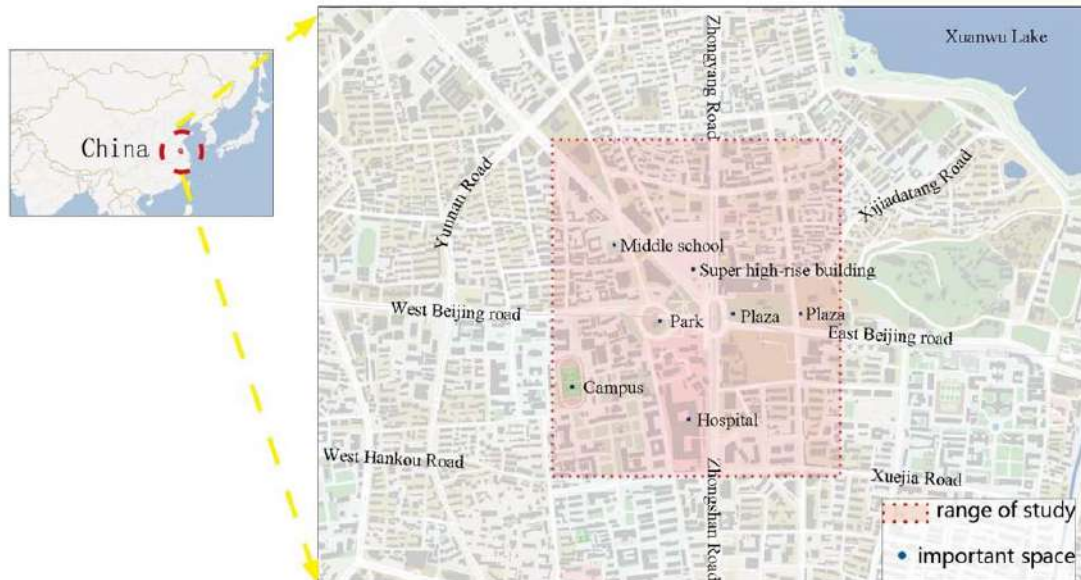 China
Xuanwu Lake
Zhongyang Road
Yunnan Road
Xijiadatang Road
Middle school
Super high-rise building
West Beijing road
Park
Plaza
Plaza
East Beijing road
Campus
Hospital
West Hankou Road
Zhongshan Road
Xuejia Road
range of study
important space